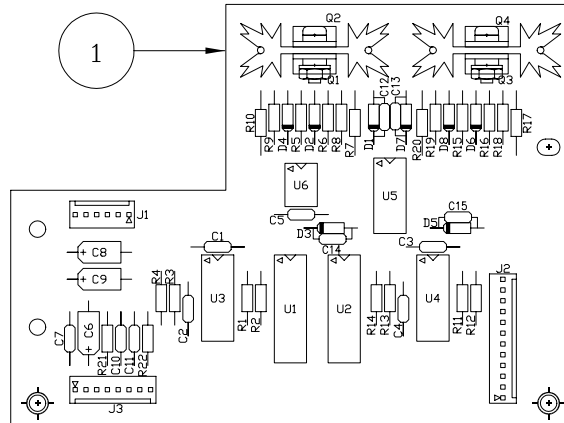 1
Q2
Q4
Q1
Q3
R10
R9
D4
R5
D2
R6
R8
R7
D1
C12
C13
D7
R20
R19
D8
R15
D6
R16
R18
R17
U6
U5
C5
D3
C14
C15
D5
J1
C8
C9
C1
C3
J2
R4
R3
U3
U1
U2
U4
C7
C6
R21
C10
C11
R22
C2
R1
R2
R14
R13
C4
R11
R12
J3